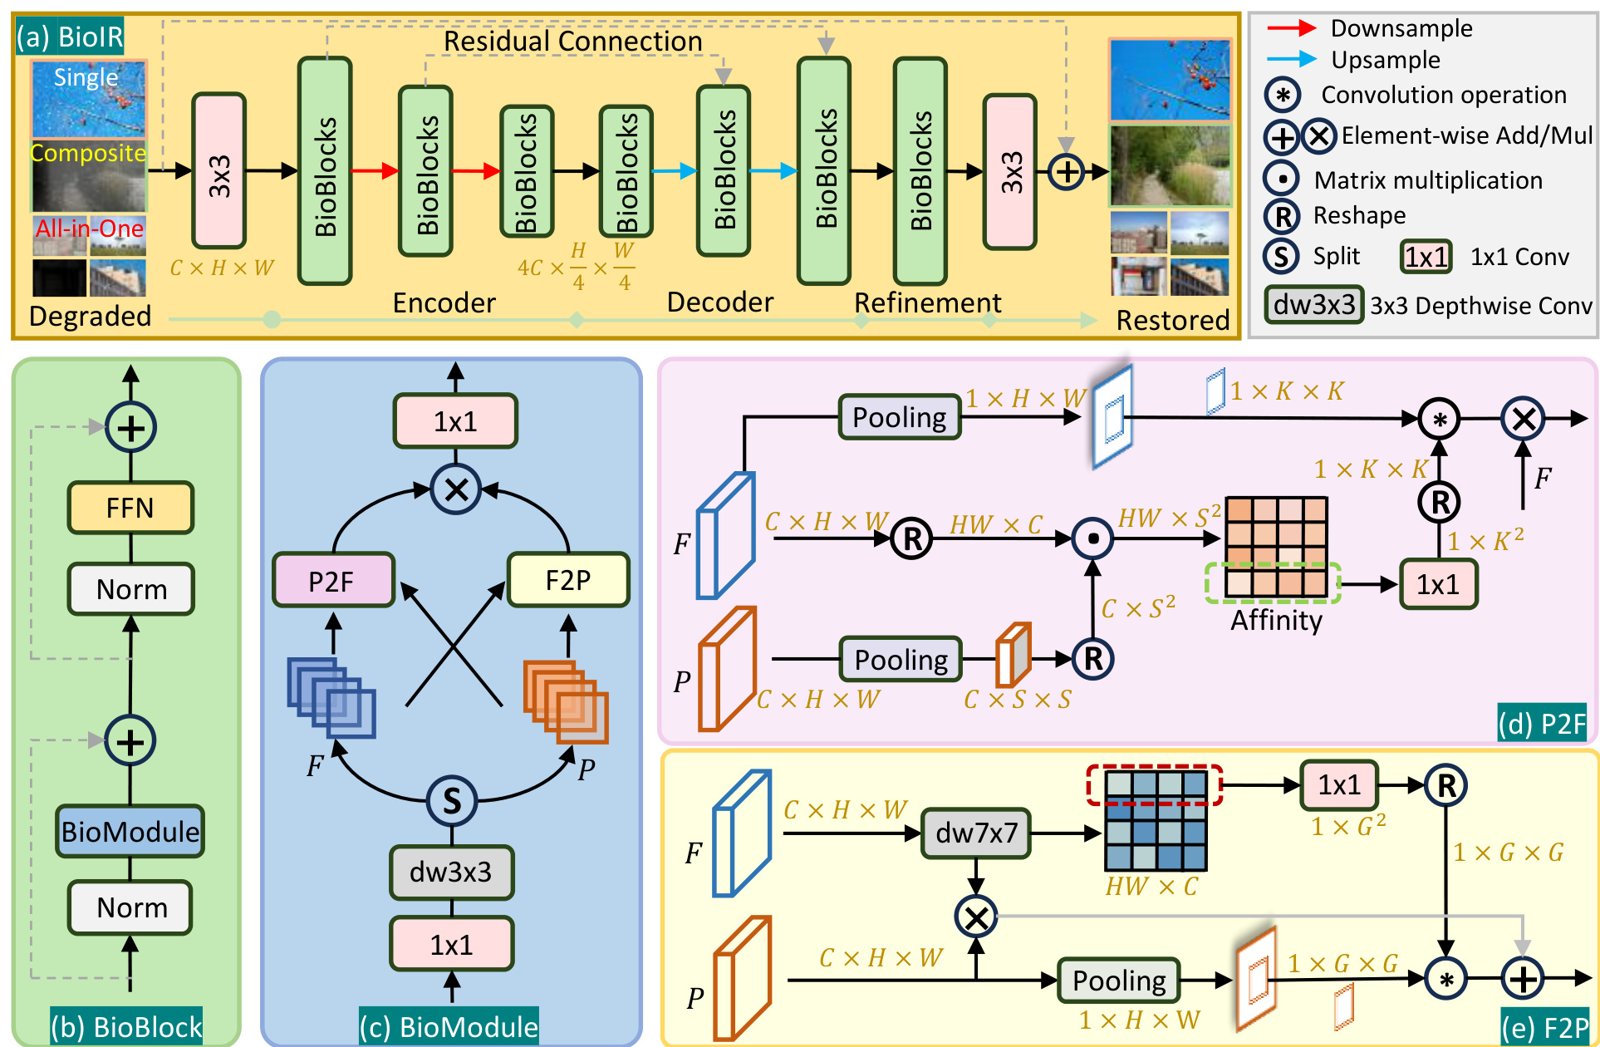 (a) BioIR
Single
Composite
All-in-One
Degraded
3x3
C × H × W
Residual Connection
BioBlocks
BioBlocks
BioBlocks
BioBlocks
BioBlocks
BioBlocks
BioBlocks
3x3
+
4C × H/4 × W/4
Encoder
Decoder
Refinement
Restored
Downsample
Upsample
* Convolution operation
+ × Element-wise Add/Mul
· Matrix multiplication
R Reshape
S Split
1x1 1x1 Conv
dw3x3 3x3 Depthwise Conv
+
FFN
Norm
+
BioModule
Norm
(b) BioBlock
1x1
×
P2F
F2P
F
P
S
dw3x3
1x1
(c) BioModule
Pooling
1 × H × W
1 × K × K
*
×
1 × K × K
F
R
F
C × H × W
R
HW × C
·
HW × S²
1 × K²
1x1
C × S²
Affinity
P
C × H × W
Pooling
C × S × S
R
(d) P2F
F
C × H × W
dw7x7
HW × C
1x1
1 × G²
R
1 × G × G
×
P
C × H × W
Pooling
1 × H × W
1 × G × G
*
+
(e) F2P